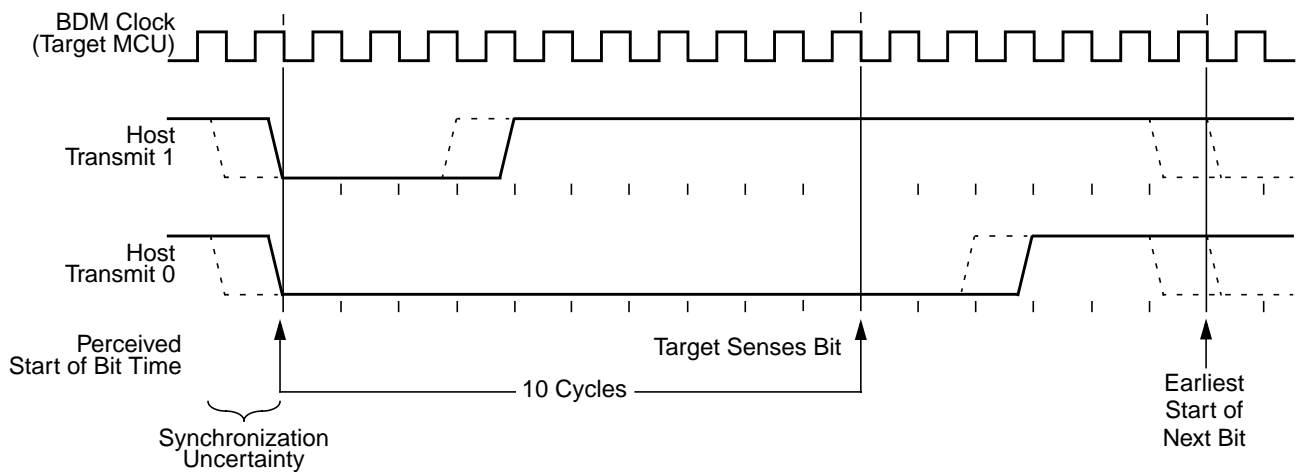 BDM Clock
(Target MCU)
Host
Transmit 1
Host
Transmit 0
Perceived
Start of Bit Time
Target Senses Bit
10 Cycles
Earliest
Start of
Next Bit
Synchronization
Uncertainty